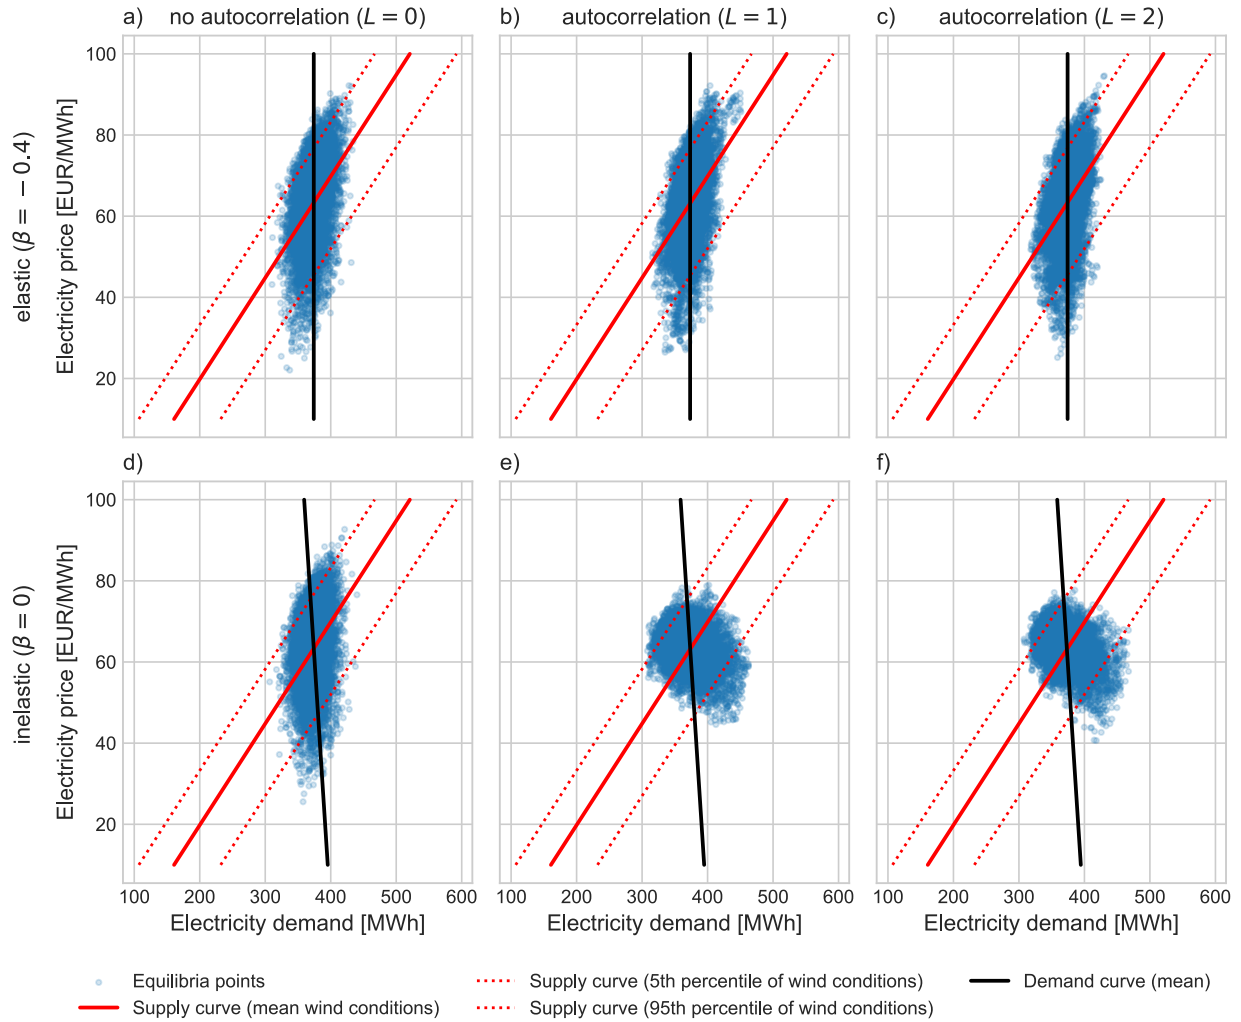 a) no autocorrelation (L = 0)
b) autocorrelation (L = 1)
c) autocorrelation (L = 2)
elastic (β = − 0.4)
Electricity price [EUR/MWh]
100
80
60
40
20
d)
e)
f)
inelastic (β = 0)
Electricity price [EUR/MWh]
100
80
60
40
20
100 200 300 400 500 600
100 200 300 400 500 600
100 200 300 400 500 600
Electricity demand [MWh]
Electricity demand [MWh]
Electricity demand [MWh]
Equilibria points
Supply curve (mean wind conditions)
Supply curve (5th percentile of wind conditions)
Supply curve (95th percentile of wind conditions)
Demand curve (mean)